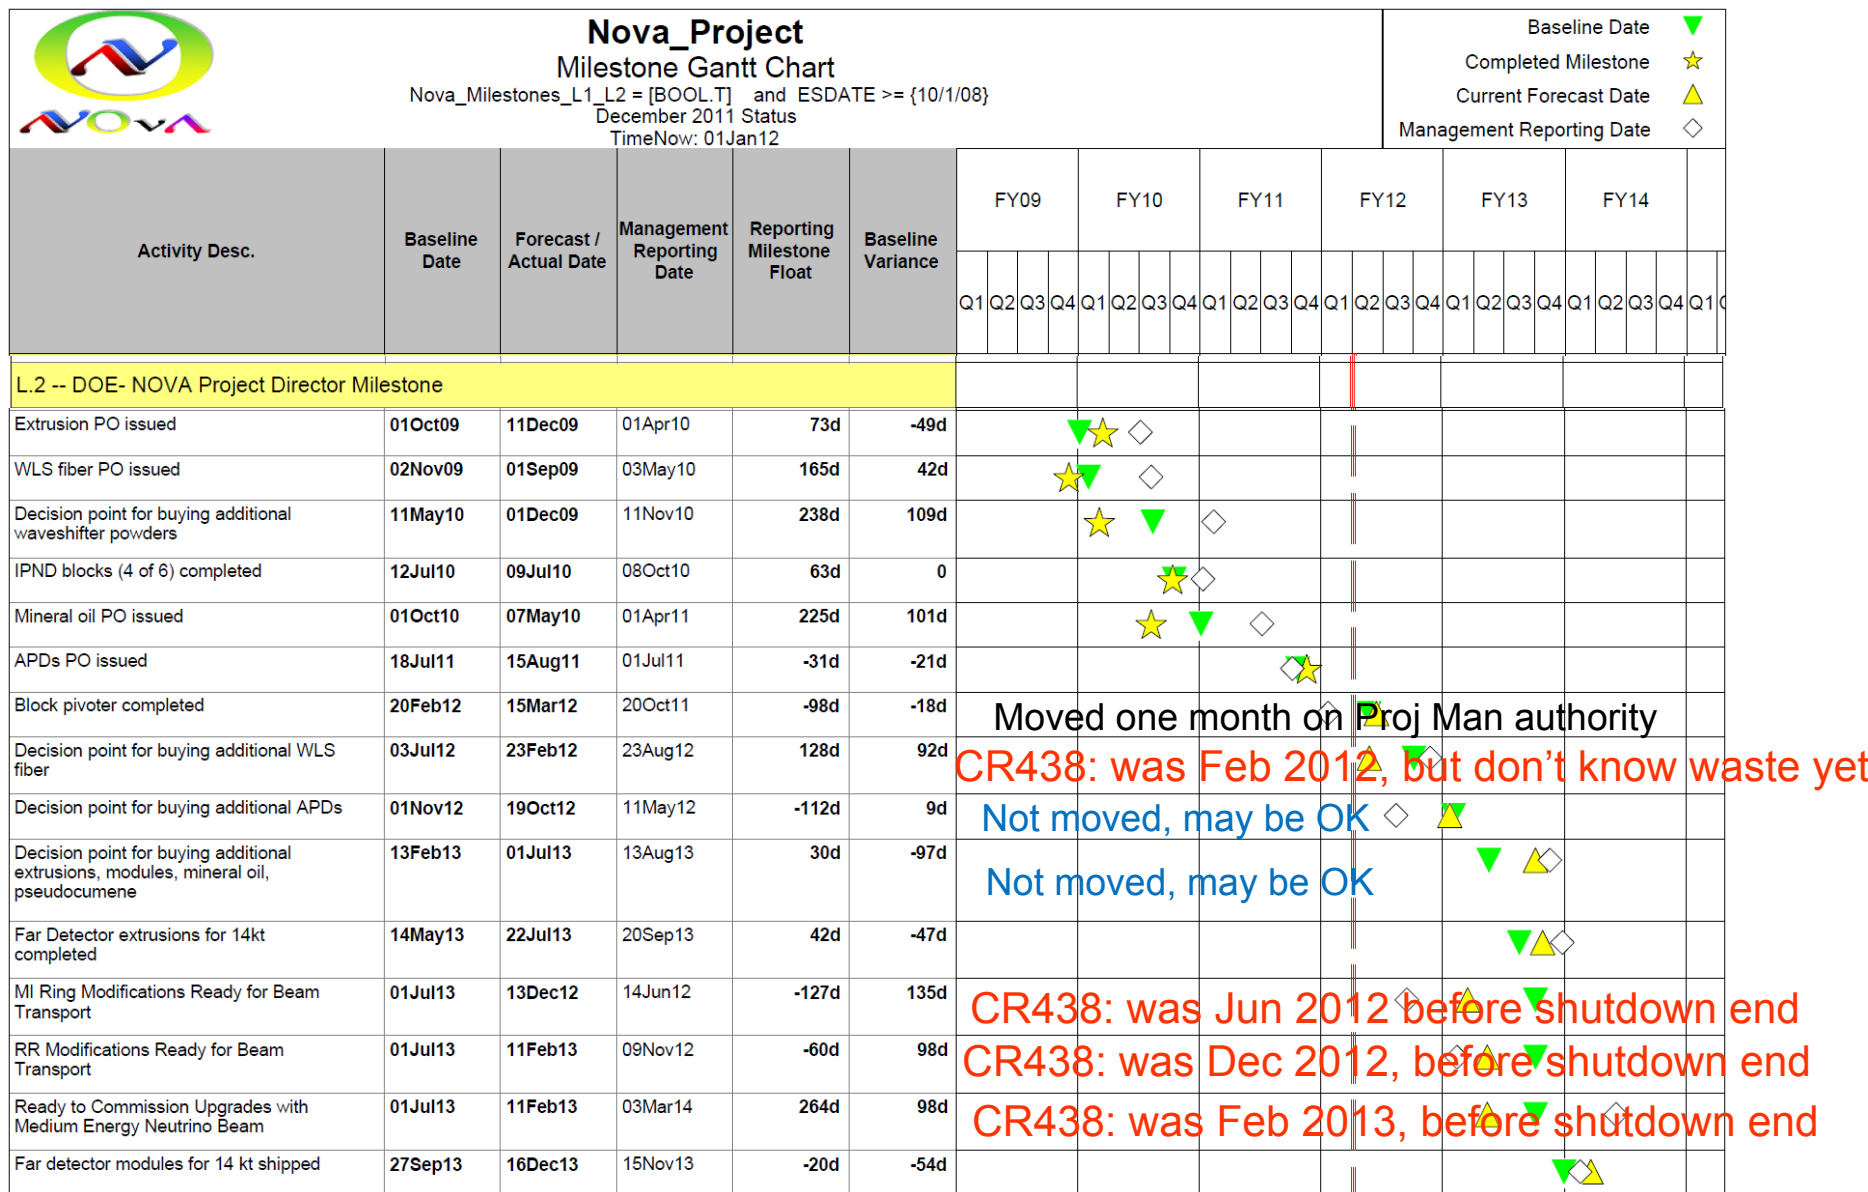 NOvA
Nova_Project
Milestone Gantt Chart
Nova_Milestones_L1_L2 = [BOOL.T] and ESDATE >= {10/1/08}
December 2011 Status
TimeNow: 01Jan12
Baseline Date
Completed Milestone
Current Forecast Date
Management Reporting Date
Activity Desc.
Baseline
Date
Forecast /
Actual Date
Management
Reporting
Date
Reporting
Milestone
Float
Baseline
Variance
FY09 FY10 FY11 FY12 FY13 FY14
Q1 Q2 Q3 Q4 Q1 Q2 Q3 Q4 Q1 Q2 Q3 Q4 Q1 Q2 Q3 Q4 Q1 Q2 Q3 Q4 Q1 Q2 Q3 Q4 Q1
L.2 -- DOE- NOVA Project Director Milestone
Extrusion PO issued 01Oct09 11Dec09 01Apr10 73d -49d
WLS fiber PO issued 02Nov09 01Sep09 03May10 165d 42d
Decision point for buying additional 11May10 01Dec09 11Nov10 238d 109d
waveshifter powders
IPND blocks (4 of 6) completed 12Jul10 09Jul10 08Oct10 63d 0
Mineral oil PO issued 01Oct10 07May10 01Apr11 225d 101d
APDs PO issued 18Jul11 15Aug11 01Jul11 -31d -21d
Block pivoter completed 20Feb12 15Mar12 20Oct11 -98d -18d Moved one month on Proj Man authority
Decision point for buying additional WLS 03Jul12 23Feb12 23Aug12 128d 92d CR438: was Feb 2012, but don't know waste yet
fiber
Decision point for buying additional APDs 01Nov12 19Oct12 11May12 -112d 9d Not moved, may be OK
Decision point for buying additional 13Feb13 01Jul13 13Aug13 30d -97d Not moved, may be OK
extrusions, modules, mineral oil,
pseudocumene
Far Detector extrusions for 14kt 14May13 22Jul13 20Sep13 42d -47d
completed
MI Ring Modifications Ready for Beam 01Jul13 13Dec12 14Jun12 -127d 135d CR438: was Jun 2012 before shutdown end
Transport
RR Modifications Ready for Beam 01Jul13 11Feb13 09Nov12 -60d 98d CR438: was Dec 2012, before shutdown end
Transport
Ready to Commission Upgrades with 01Jul13 11Feb13 03Mar14 264d 98d CR438: was Feb 2013, before shutdown end
Medium Energy Neutrino Beam
Far detector modules for 14 kt shipped 27Sep13 16Dec13 15Nov13 -20d -54d